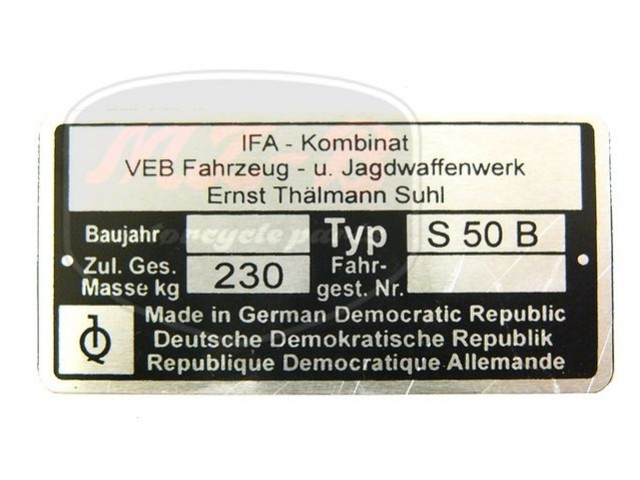 IFA - Kombinat
VEB Fahrzeug - u. Jagdwaffenwerk
Ernst Thälmann Suhl
Baujahr Typ S 50 B
Zul. Ges. Masse kg 230 Fahr-
gest. Nr.
Made in German Democratic Republic
Deutsche Demokratische Republik
Republique Democratique Allemande